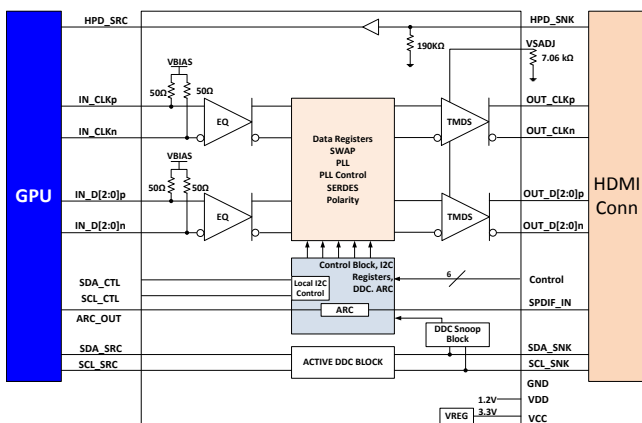 HPD_SRC
HPD_SNK
190KΩ
VSADJ
7.06 kΩ
VBIAS
50Ω
50Ω
IN_CLKp
IN_CLKn
EQ
Data Registers
SWAP
PLL
PLL Control
SERDES
Polarity
TMDS
OUT_CLKp
OUT_CLKn
GPU
HDMI
Conn
VBIAS
50Ω
50Ω
IN_D[2:0]p
IN_D[2:0]n
EQ
TMDS
OUT_D[2:0]p
OUT_D[2:0]n
Control Block, I2C
Registers,
DDC. ARC
Local I2C
Control
SDA_CTL
SCL_CTL
6
Control
ARC_OUT
ARC
SPDIF_IN
DDC Snoop
Block
SDA_SRC
SCL_SRC
ACTIVE DDC BLOCK
SDA_SNK
SCL_SNK
GND
1.2V
VDD
VREG
3.3V
VCC